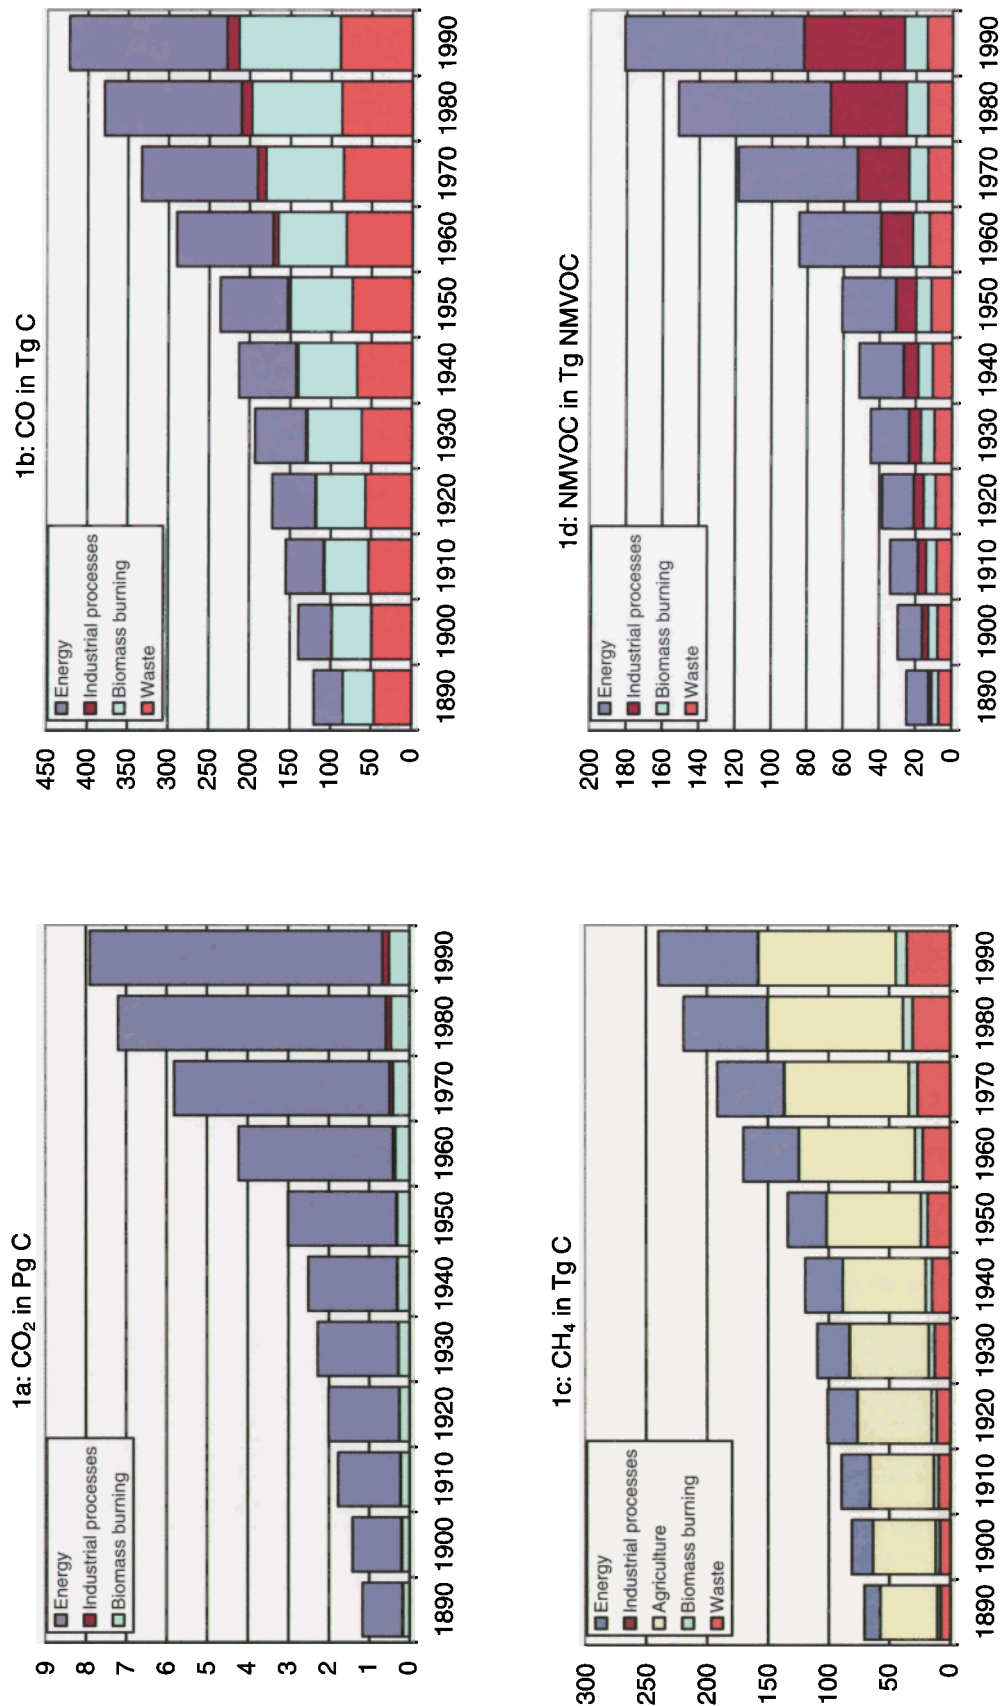 1a: CO2 in Pg C
9
8
7
6
5
4
3
2
1
0
Energy
Industrial processes
Biomass burning
1890 1900 1910 1920 1930 1940 1950 1960 1970 1980 1990
1b: CO in Tg C
450
400
350
300
250
200
150
100
50
0
Energy
Industrial processes
Biomass burning
Waste
1890 1900 1910 1920 1930 1940 1950 1960 1970 1980 1990
1c: CH4 in Tg C
300
250
200
150
100
50
0
Energy
Industrial processes
Agriculture
Biomass burning
Waste
1890 1900 1910 1920 1930 1940 1950 1960 1970 1980 1990
1d: NMVOC in Tg NMVOC
200
180
160
140
120
100
80
60
40
20
0
Energy
Industrial processes
Biomass burning
Waste
1890 1900 1910 1920 1930 1940 1950 1960 1970 1980 1990